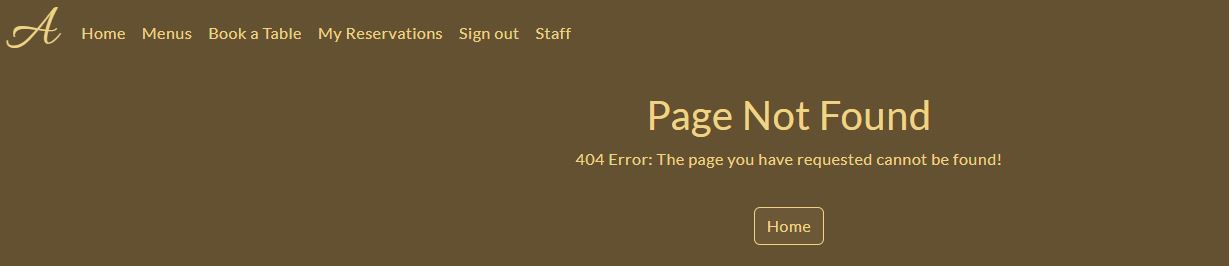 A Home Menus Book a Table My Reservations Sign out Staff
Page Not Found
404 Error: The page you have requested cannot be found!
Home